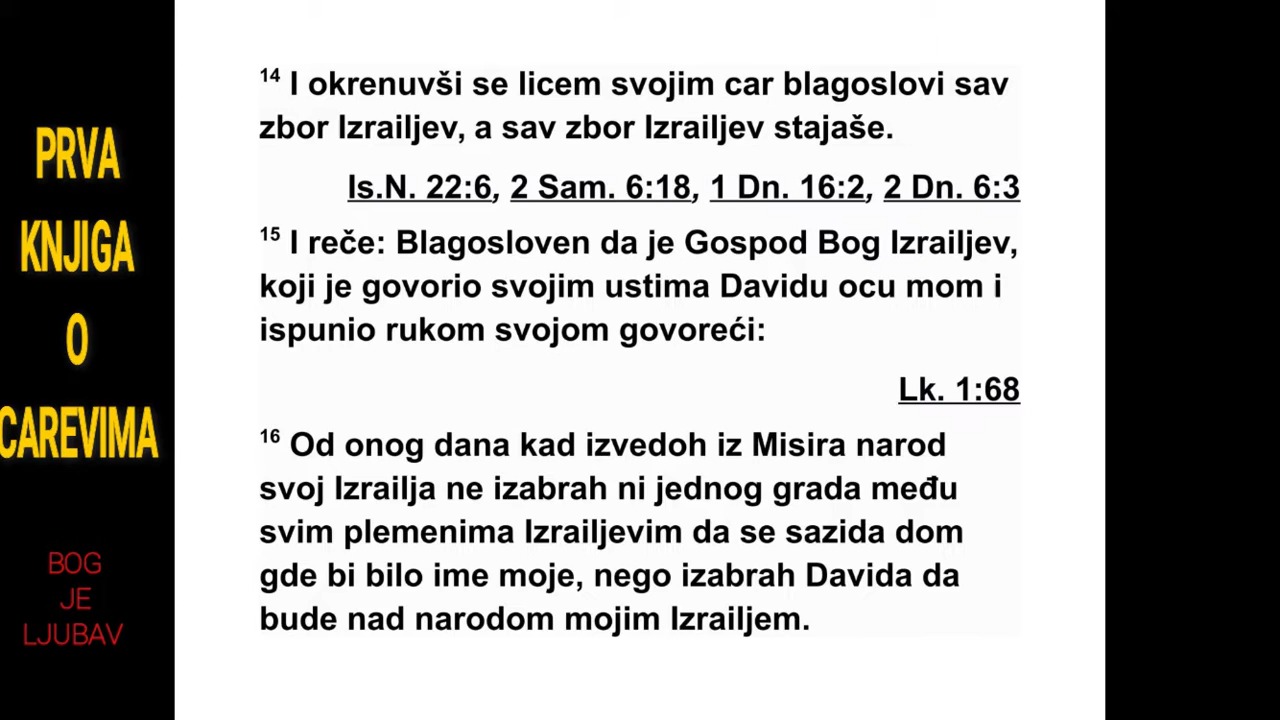 PRVA
KNJIGA
O
CAREVIMA
BOG
JE
LJUBAV
14 I okrenuvši se licem svojim car blagoslovi sav
zbor Izrailjev, a sav zbor Izrailjev stajaše.
Is.N. 22:6, 2 Sam. 6:18, 1 Dn. 16:2, 2 Dn. 6:3
15 I reče: Blagosloven da je Gospod Bog Izrailjev,
koji je govorio svojim ustima Davidu ocu mom i
ispunio rukom svojom govoreći:
Lk. 1:68
16 Od onog dana kad izvedoh iz Misira narod
svoj Izrailja ne izabrah ni jednog grada među
svim plemenima Izrailjevim da se sazida dom
gde bi bilo ime moje, nego izabrah Davida da
bude nad narodom mojim Izrailjem.